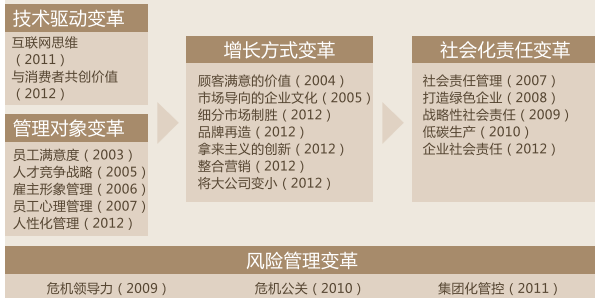 技术驱动变革
互联网思维
（2011）
与消费者共创价值
（2012）
管理对象变革
员工满意度（2003）
人才竞争战略（2005）
雇主形象管理（2006）
员工心理管理（2007）
人性化管理（2012）
增长方式变革
顾客满意的价值（2004）
市场导向的企业文化（2005）
细分市场制胜（2012）
品牌再造（2012）
拿来主义的创新（2012）
整合营销（2012）
将大公司变小（2012）
社会化责任变革
社会责任管理（2007）
打造绿色企业（2008）
战略性社会责任（2009）
低碳生产（2010）
企业社会责任（2012）
风险管理变革
危机领导力（2009） 危机公关（2010） 集团化管控（2011）